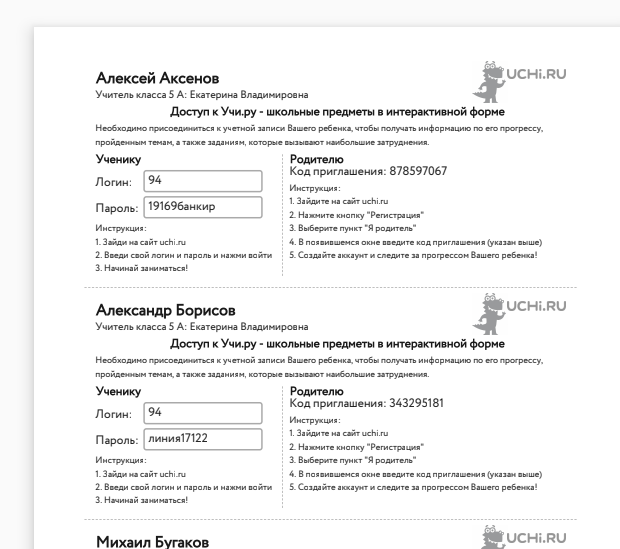 Алексей Аксенов
UCHi.RU
Учитель класса 5 А: Екатерина Владимировна
Доступ к Учи.ру - школьные предметы в интерактивной форме
Необходимо присоединиться к учетной записи Вашего ребенка, чтобы получать информацию по его прогрессу,
пройденным темам, а также заданиям, которые вызывают наибольшие затруднения.
Ученику
Логин: 94
Пароль: 19169банкир
Инструкция:
1. Зайди на сайт uchi.ru
2. Введи свой логин и пароль и нажми войти
3. Начинай заниматься!
Родителю
Код приглашения: 878597067
Инструкция:
1. Зайдите на сайт uchi.ru
2. Нажмите кнопку "Регистрация"
3. Выберите пункт "Я родитель"
4. В появившемся окне введите код приглашения (указан выше)
5. Создайте аккаунт и следите за прогрессом Вашего ребенка!
Александр Борисов
UCHi.RU
Учитель класса 5 А: Екатерина Владимировна
Доступ к Учи.ру - школьные предметы в интерактивной форме
Необходимо присоединиться к учетной записи Вашего ребенка, чтобы получать информацию по его прогрессу,
пройденным темам, а также заданиям, которые вызывают наибольшие затруднения.
Ученику
Логин: 94
Пароль: линия17122
Инструкция:
1. Зайди на сайт uchi.ru
2. Введи свой логин и пароль и нажми войти
3. Начинай заниматься!
Родителю
Код приглашения: 343295181
Инструкция:
1. Зайдите на сайт uchi.ru
2. Нажмите кнопку "Регистрация"
3. Выберите пункт "Я родитель"
4. В появившемся окне введите код приглашения (указан выше)
5. Создайте аккаунт и следите за прогрессом Вашего ребенка!
Михаил Бугаков
UCHi.RU